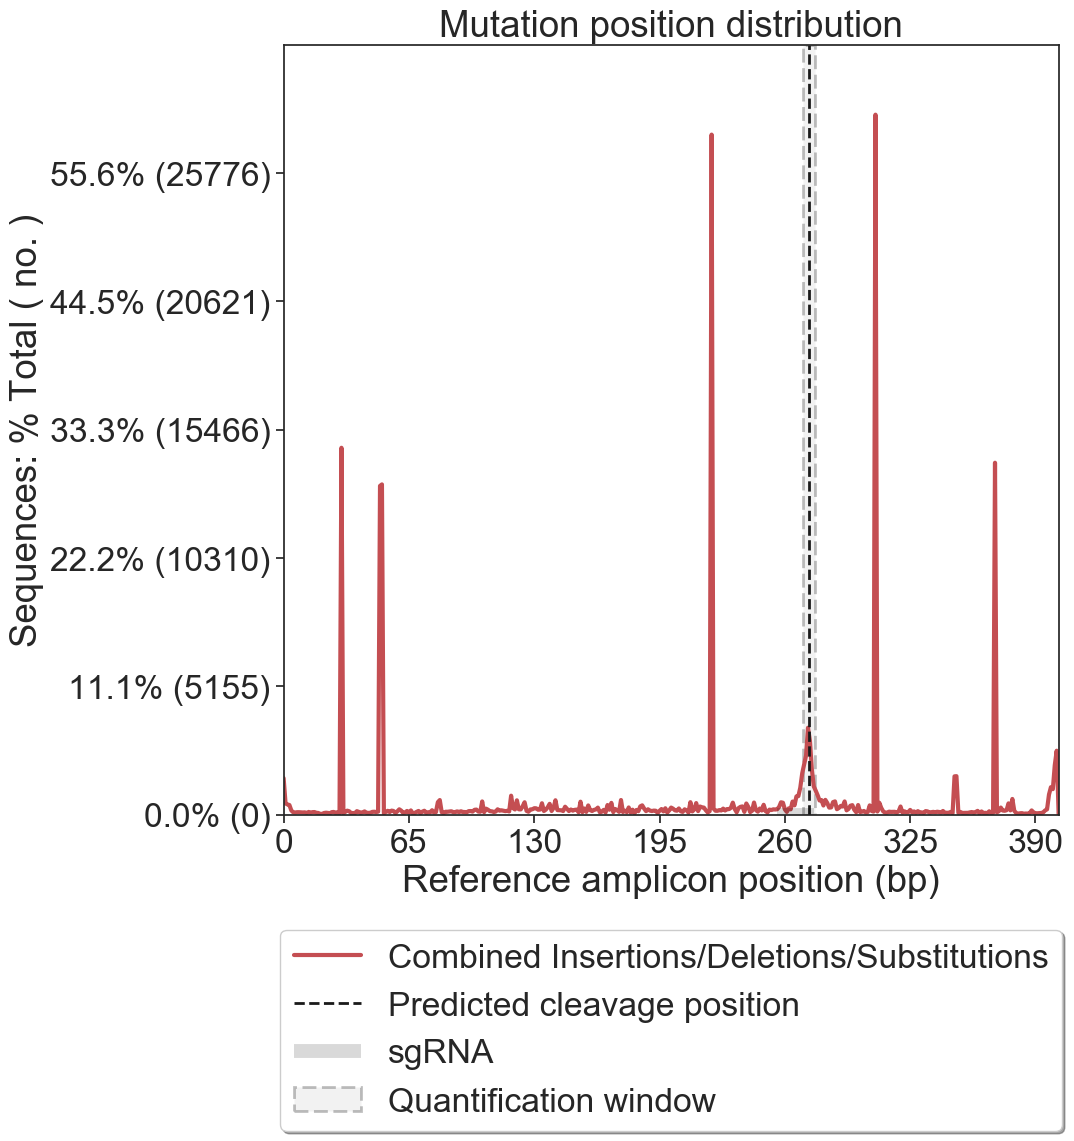 Mutation position distribution
Sequences: % Total ( no. )
55.6% (25776)
44.5% (20621)
33.3% (15466)
22.2% (10310)
11.1% (5155)
0.0% (0)
0 65 130 195 260 325 390
Reference amplicon position (bp)
Combined Insertions/Deletions/Substitutions
Predicted cleavage position
sgRNA
Quantification window